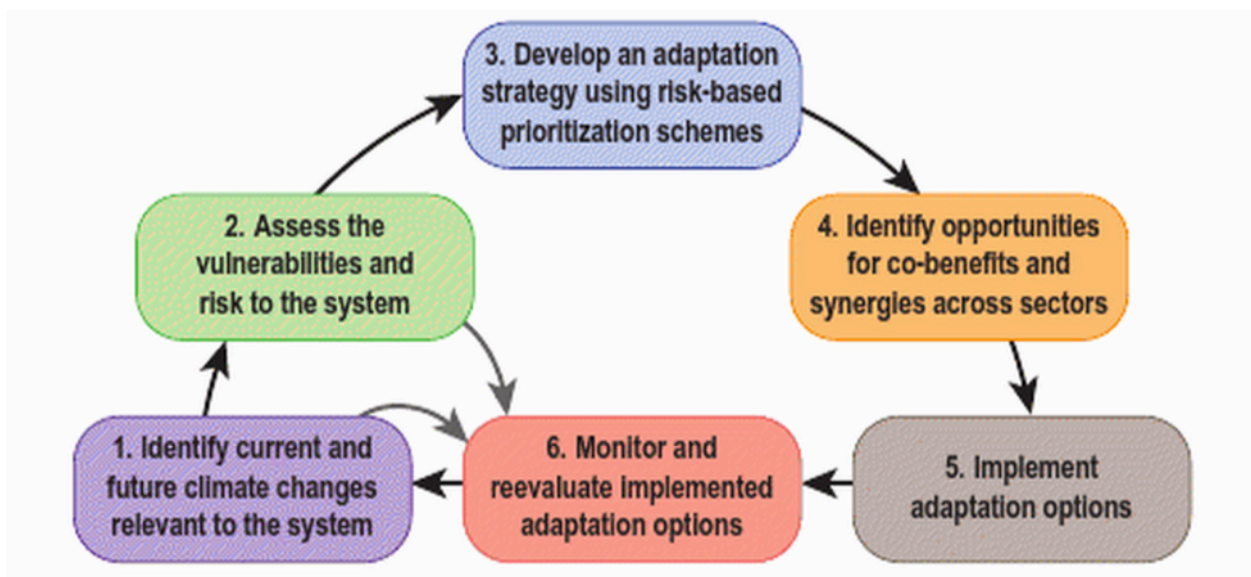 3. Develop an adaptation
strategy using risk-based
prioritization schemes
2. Assess the
vulnerabilities and
risk to the system
4. Identify opportunities
for co-benefits and
synergies across sectors
1. Identify current and
future climate changes
relevant to the system
6. Monitor and
reevaluate implemented
adaptation options
5. Implement
adaptation options